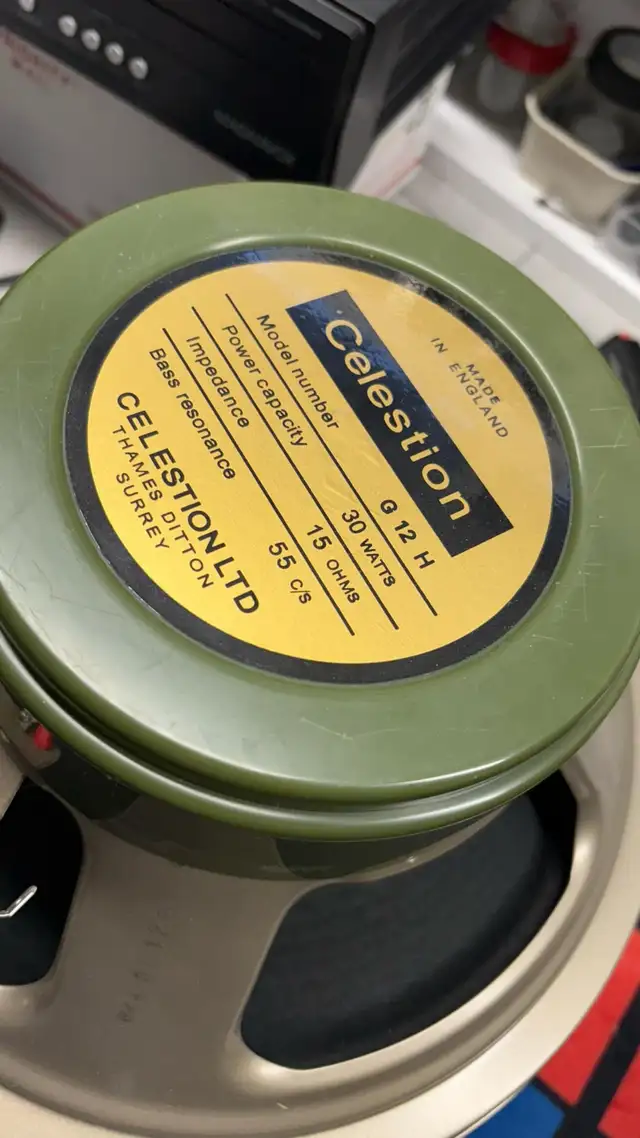 MADE
IN ENGLAND
Celestion
Model number G 12 H
Power capacity 30 WATTS
Impedance 15 OHMS
Bass resonance 55 C/S
CELESTION LTD
THAMES DITTON
SURREY